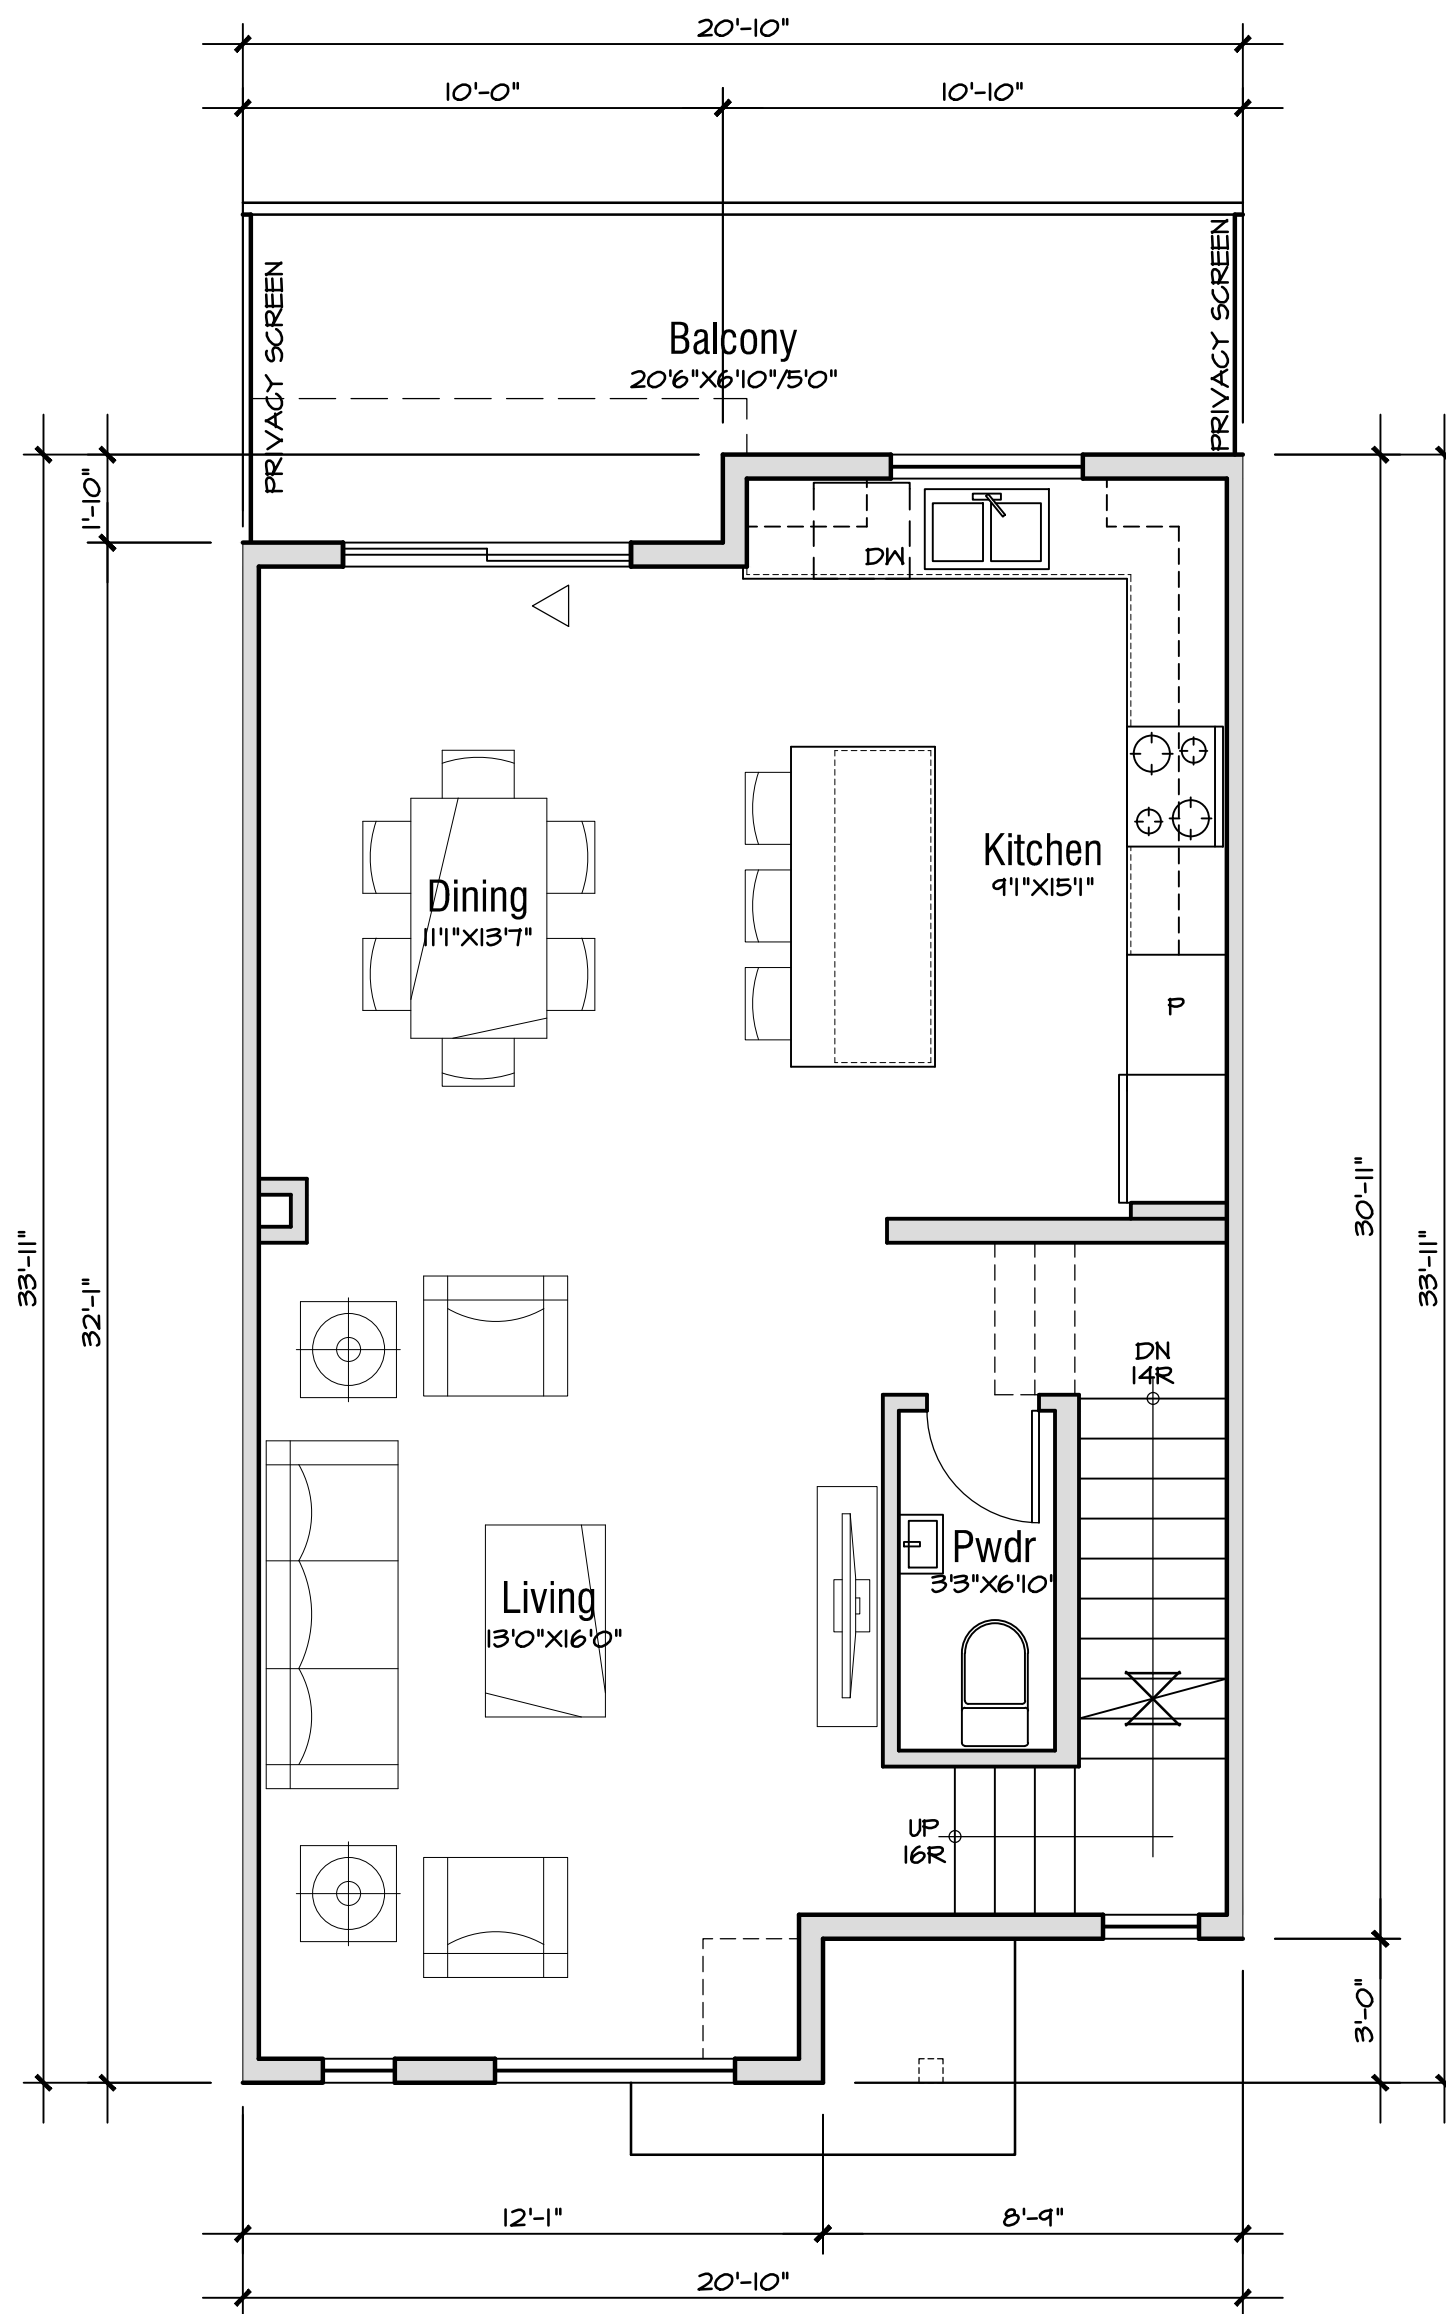 20'-10"
10'-0"
10'-10"
PRIVACY SCREEN
PRIVACY SCREEN
Balcony
20'6"X6'10"/5'0"
1'-10"
DW
Kitchen
9'1"X15'1"
Dining
11'1"X13'7"
P
33'-11"
32'-1"
30'-11"
33'-11"
DN
14R
Pwdr
3'3"X6'10"
Living
13'0"X16'0"
UP
16R
3'-0"
12'-1"
8'-9"
20'-10"